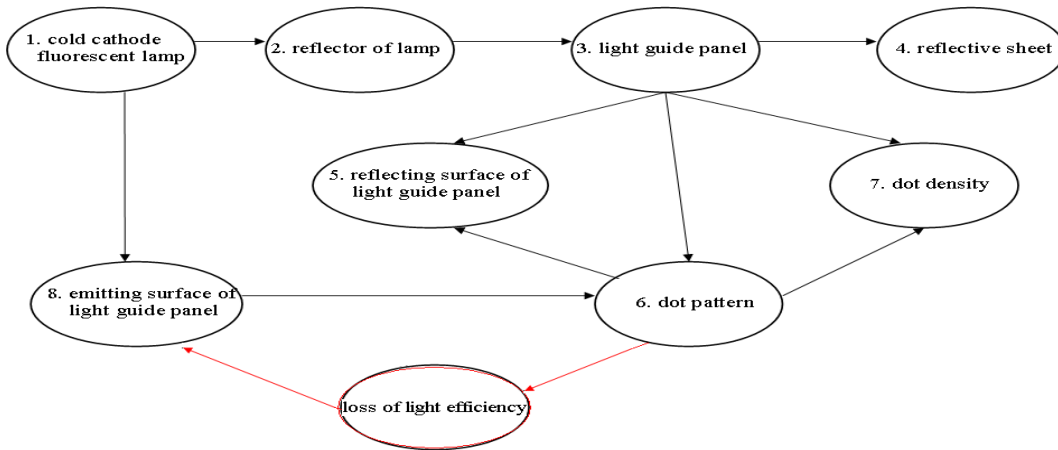 1. cold cathode
fluorescent lamp
2. reflector of lamp
3. light guide panel
4. reflective sheet
5. reflecting surface of
light guide panel
7. dot density
8. emitting surface of
light guide panel
6. dot pattern
loss of light efficiency